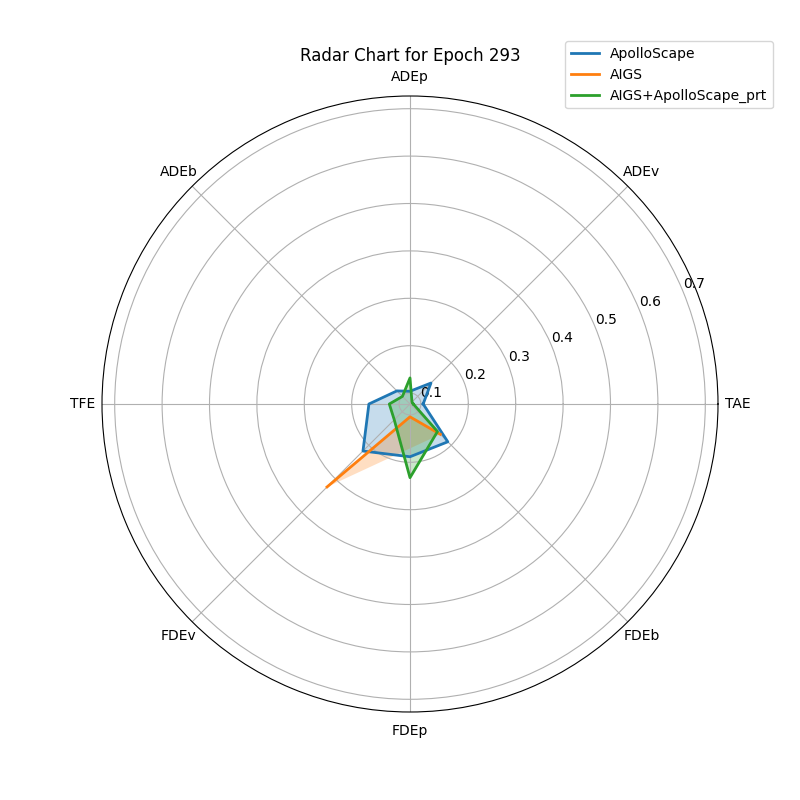 Radar Chart for Epoch 293
ApolloScape
AIGS
AIGS+ApolloScape_prt
ADEp
ADEb
ADEv
0.7
0.6
0.5
0.4
0.3
0.2
0.1
TFE
TAE
FDEv
FDEb
FDEp